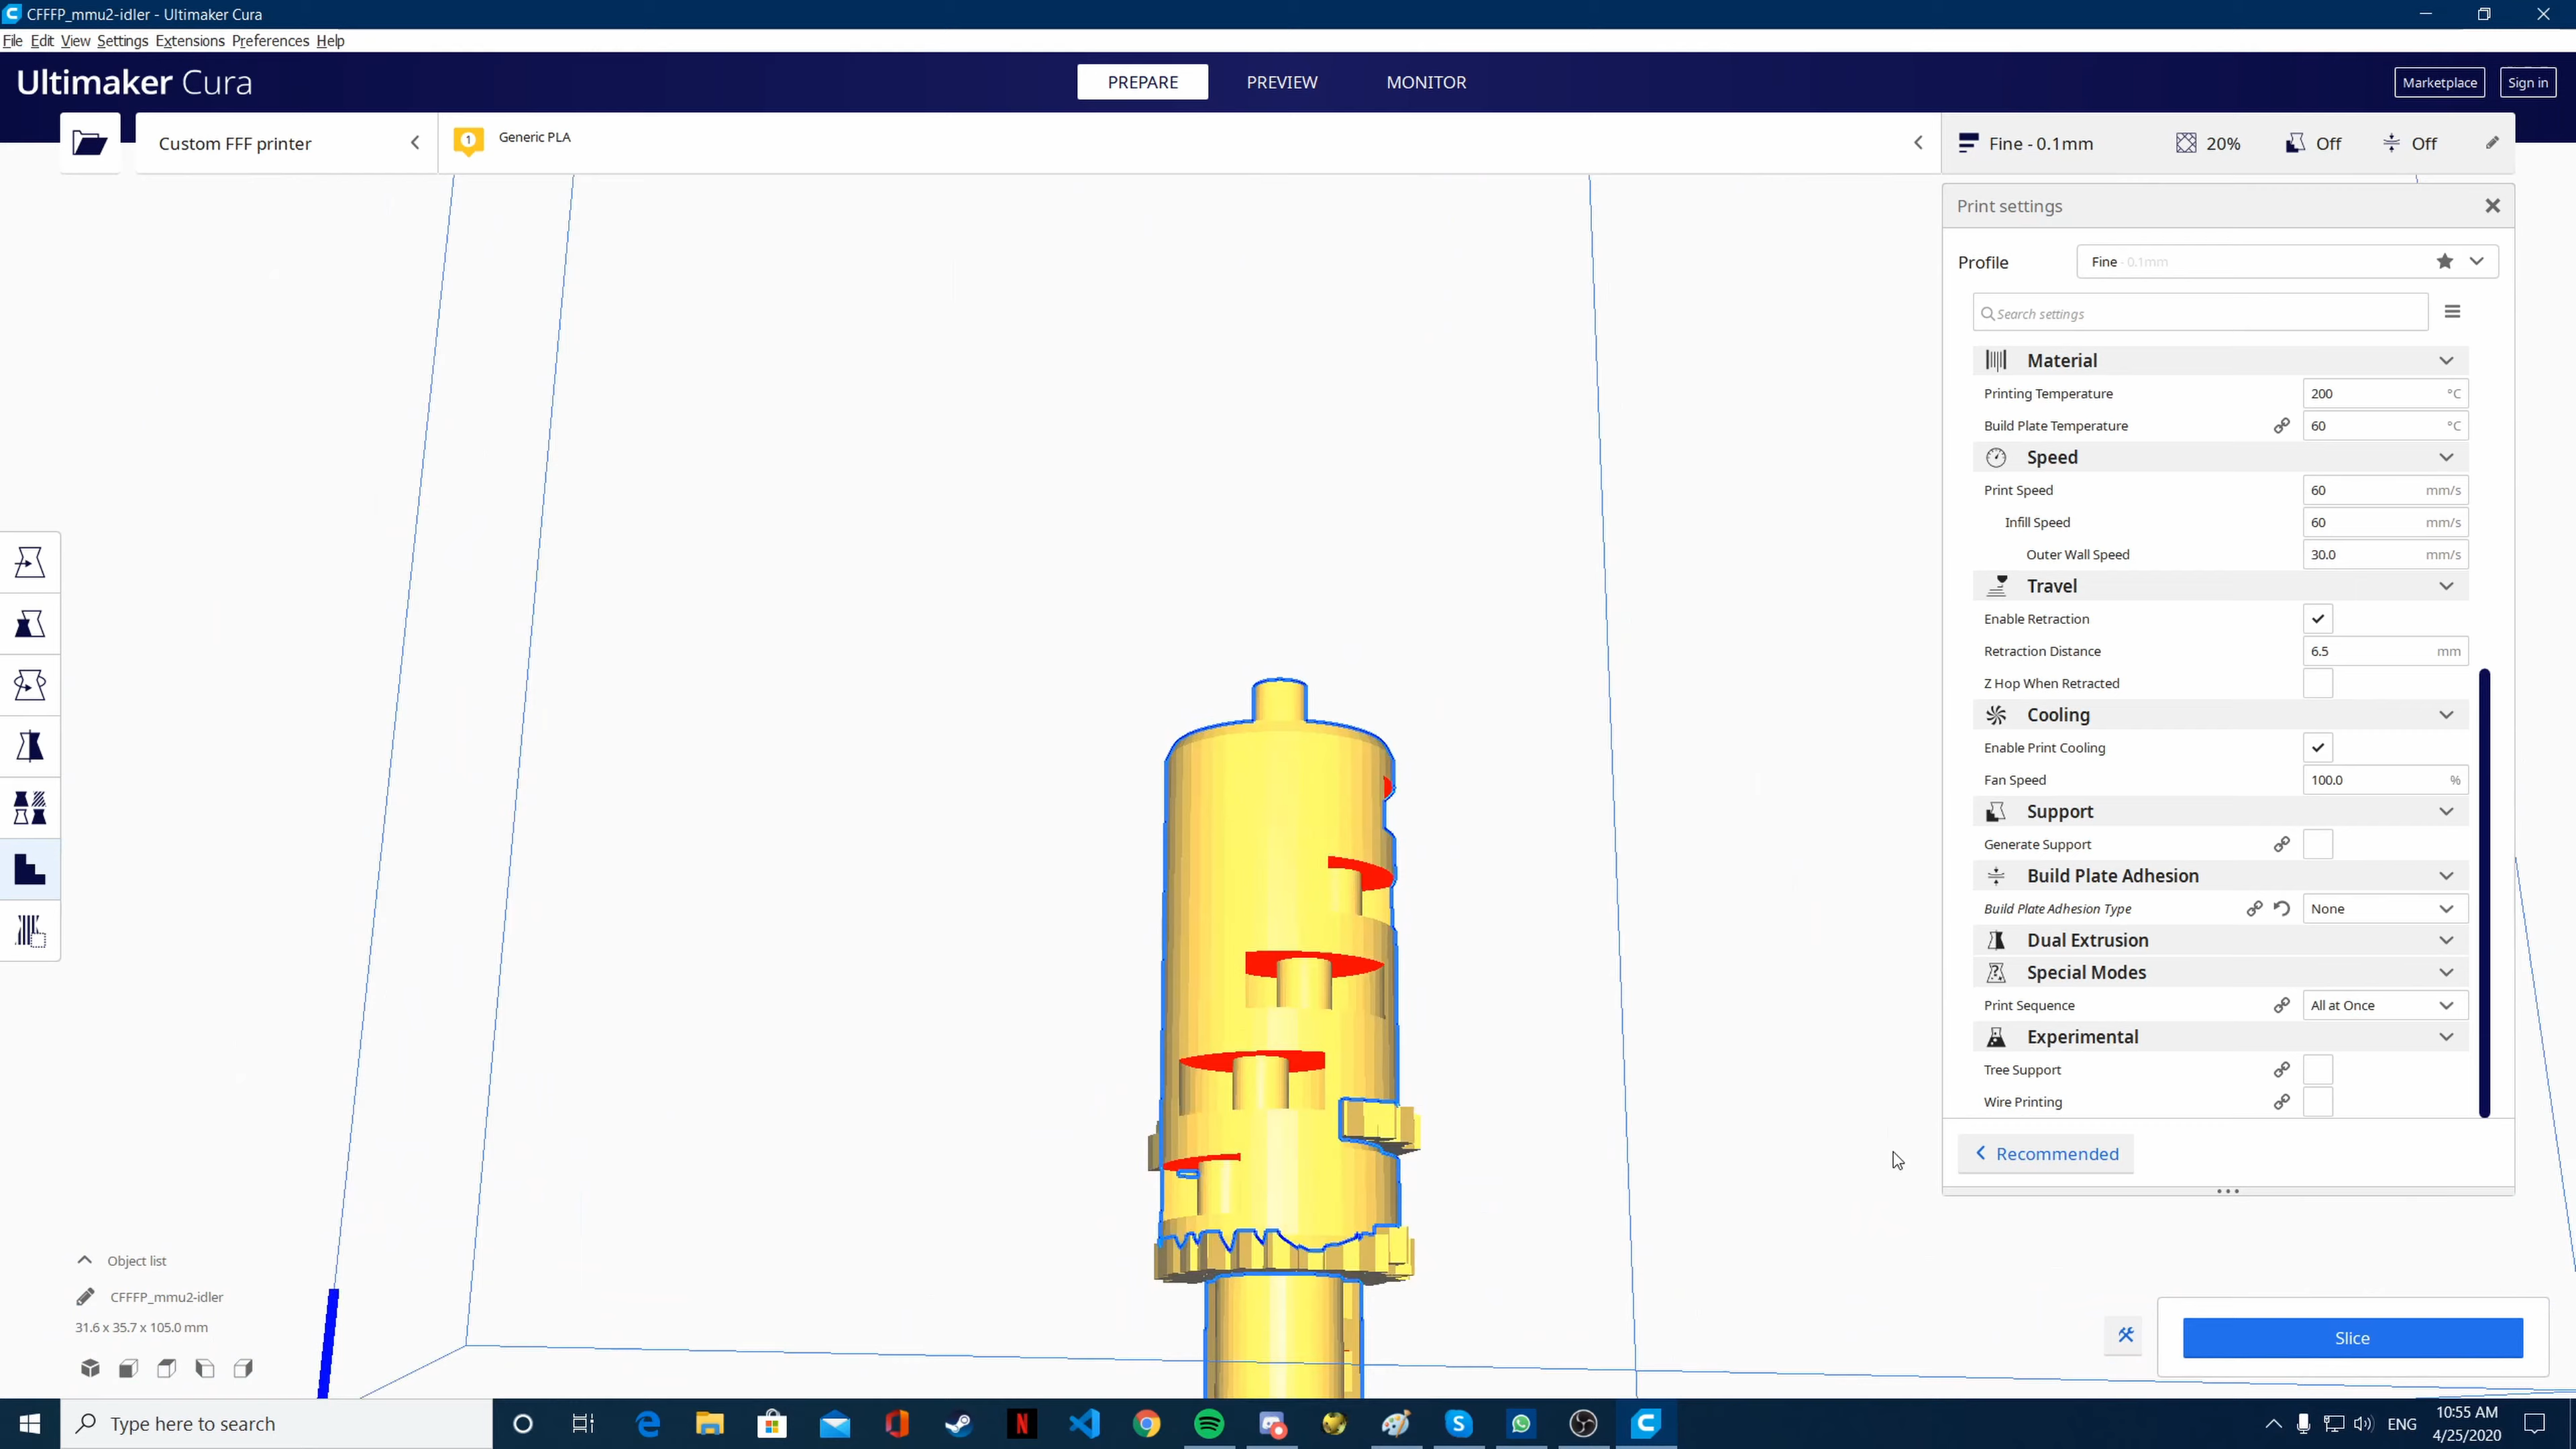 CFFFP_mmu2-idler - Ultimaker Cura
File Edit View Settings Extensions Preferences Help
Ultimaker Cura
PREPARE PREVIEW MONITOR
Marketplace Sign in
Custom FFF printer
1 Generic PLA
Fine - 0.1mm 20% Off Off
Print settings
Profile Fine - 0.1mm
Search settings
Material
Printing Temperature 200 °C
Build Plate Temperature 60 °C
Speed
Print Speed 60 mm/s
Infill Speed 60 mm/s
Outer Wall Speed 30.0 mm/s
Travel
Enable Retraction
Retraction Distance 6.5 mm
Z Hop When Retracted
Cooling
Enable Print Cooling
Fan Speed 100.0 %
Support
Generate Support
Build Plate Adhesion
Build Plate Adhesion Type None
Dual Extrusion
Special Modes
Print Sequence All at Once
Experimental
Tree Support
Wire Printing
Recommended
Object list
CFFFP_mmu2-idler
31.6 x 35.7 x 105.0 mm
Slice
Type here to search
ENG
10:55 AM
4/25/2020